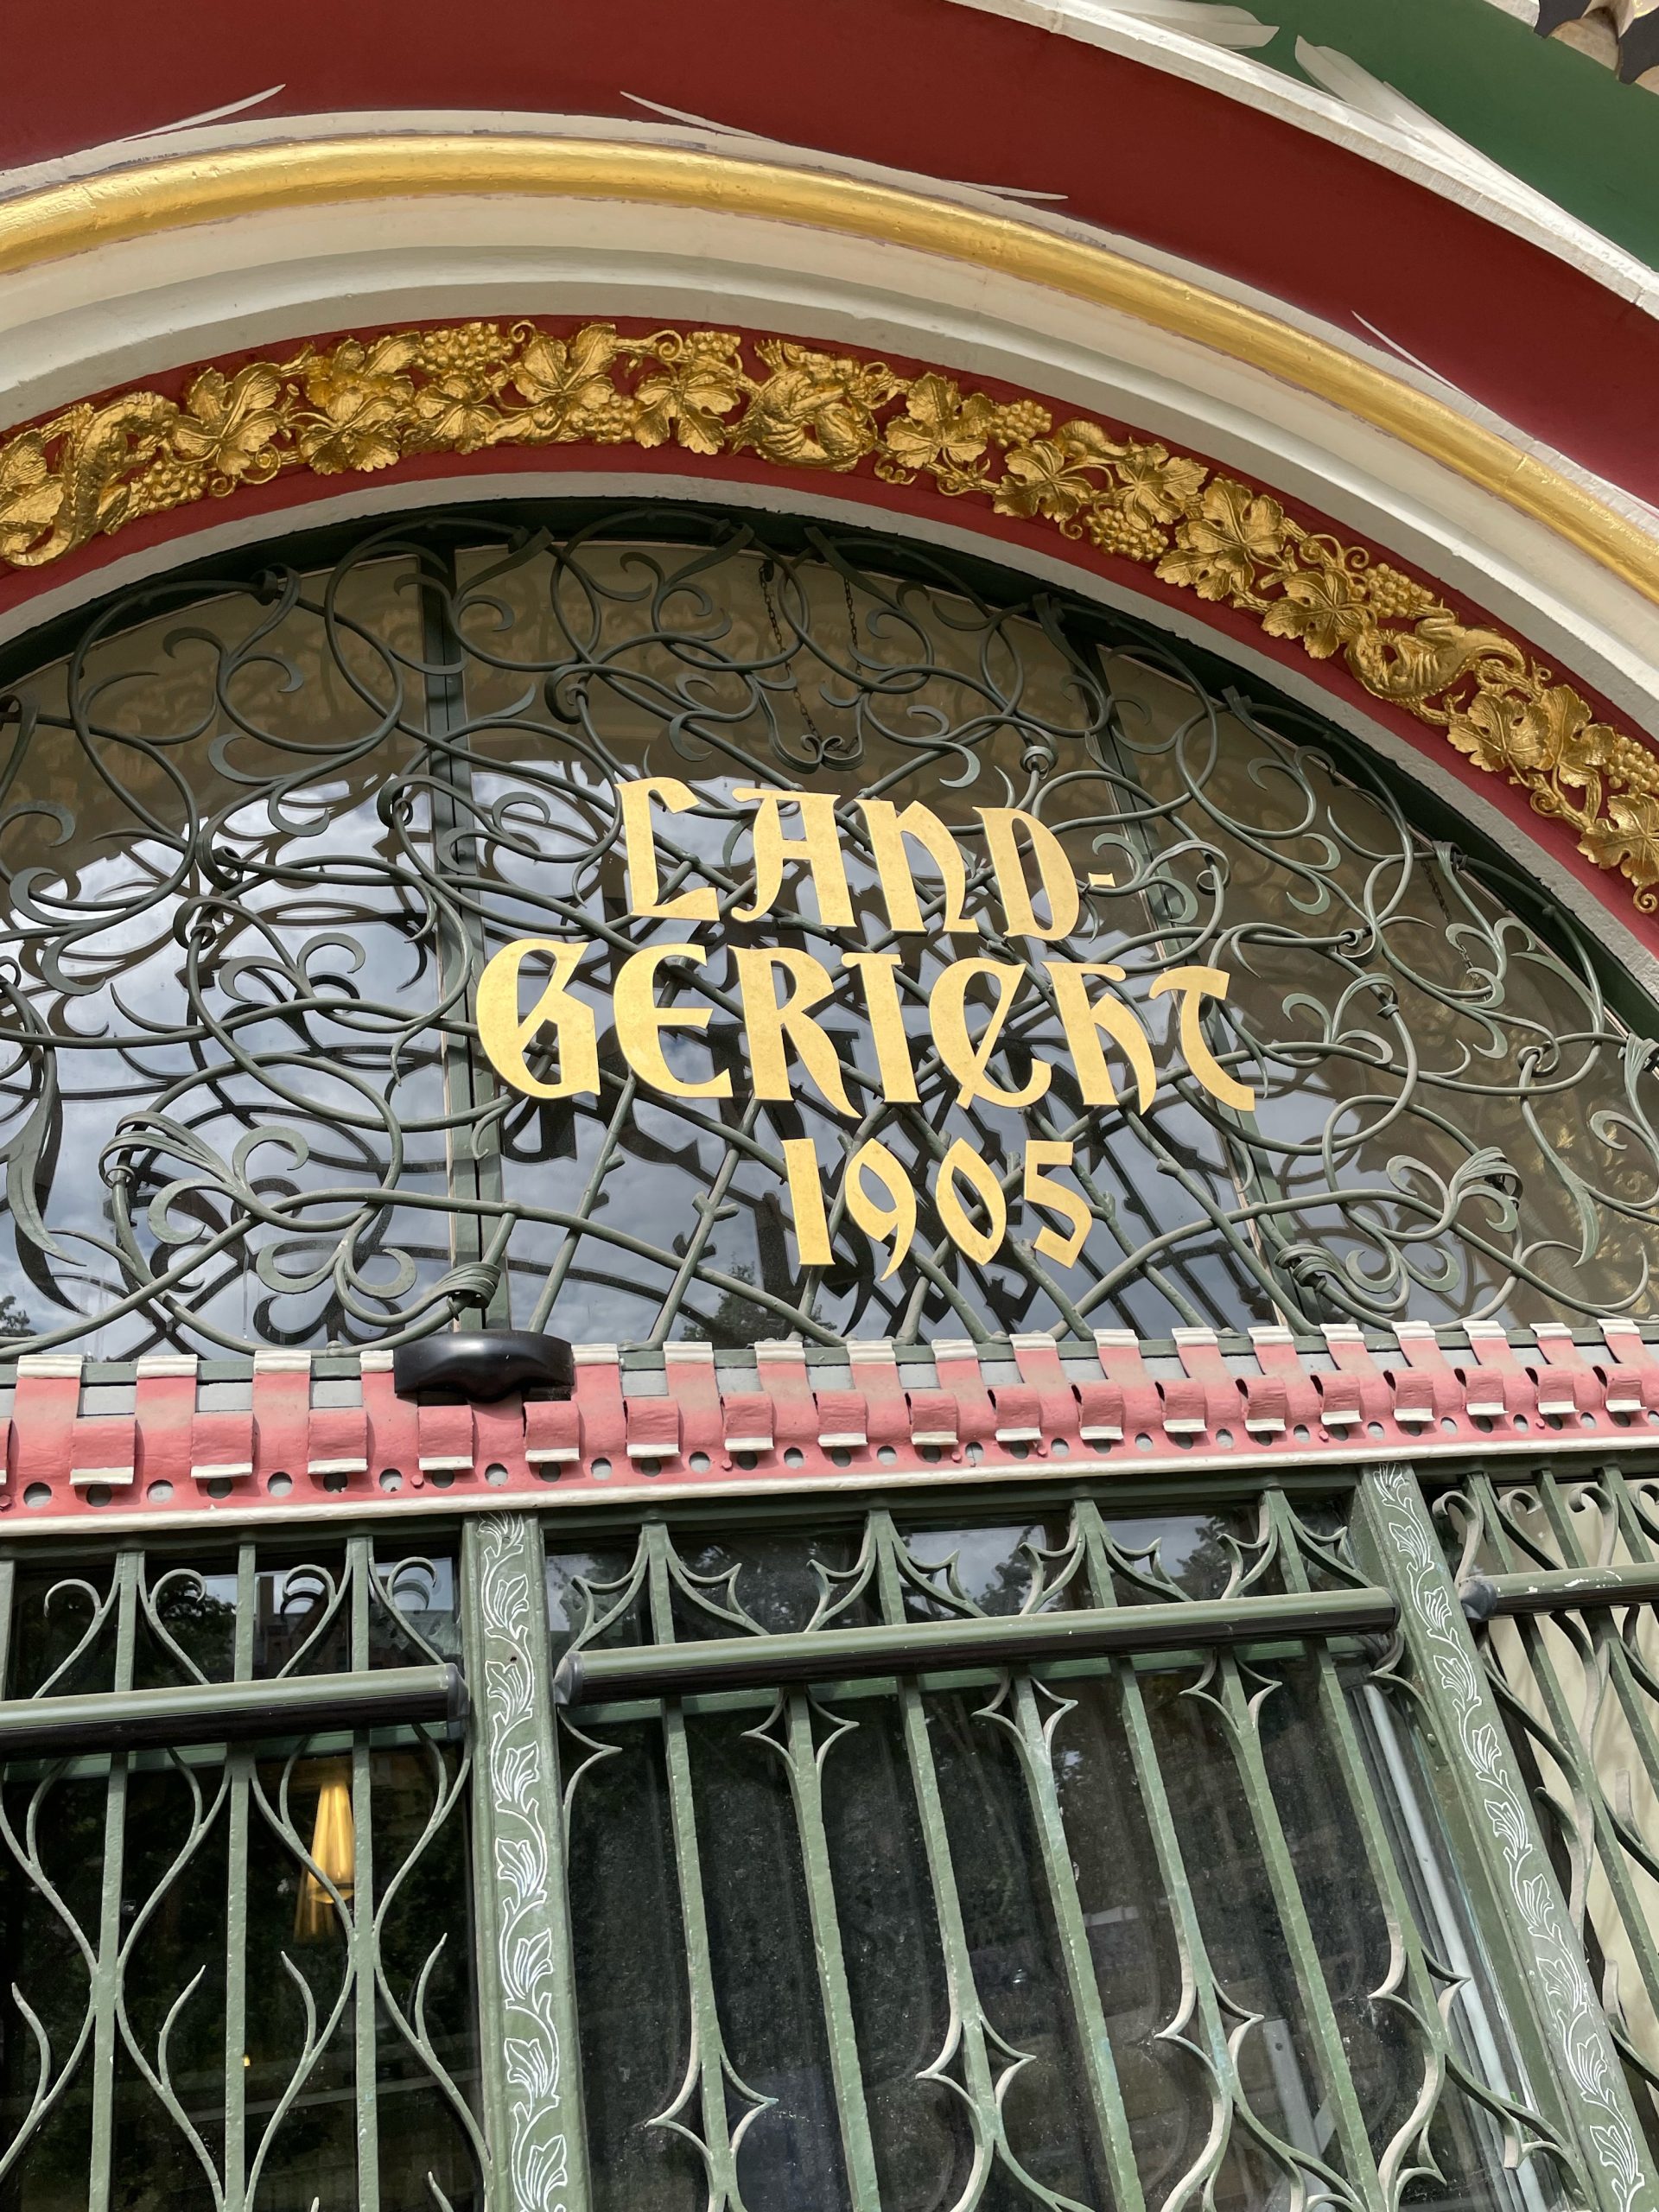 LAND-
GERICHT
1905